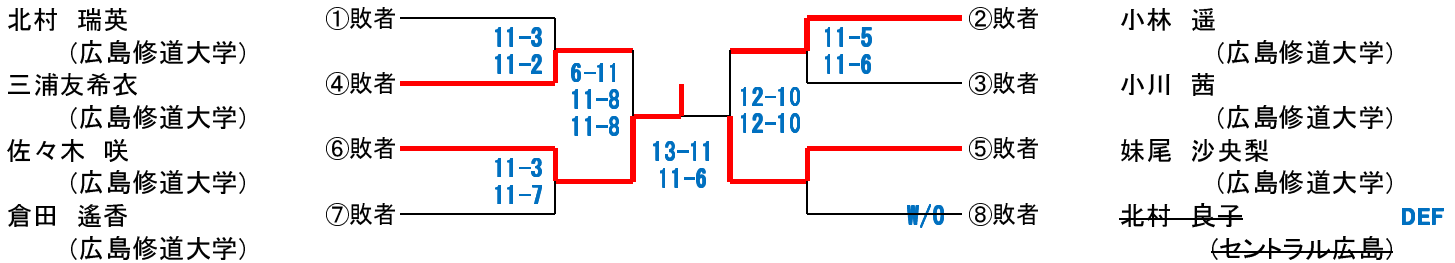 北村　瑞英 ①敗者 ②敗者 小林　遥
（広島修道大学） 11-3 11-5 （広島修道大学）
11-2 11-6
三浦友希衣 ④敗者 6-11 ③敗者 小川　茜
（広島修道大学） 11-8 12-10 （広島修道大学）
11-8 12-10
佐々木　咲 ⑥敗者 13-11 ⑤敗者 妹尾　沙央梨
（広島修道大学） 11-3 11-6 （広島修道大学）
11-7
倉田　遙香 ⑦敗者 W/O ⑧敗者 北村　良子 DEF
（広島修道大学） （セントラル広島）